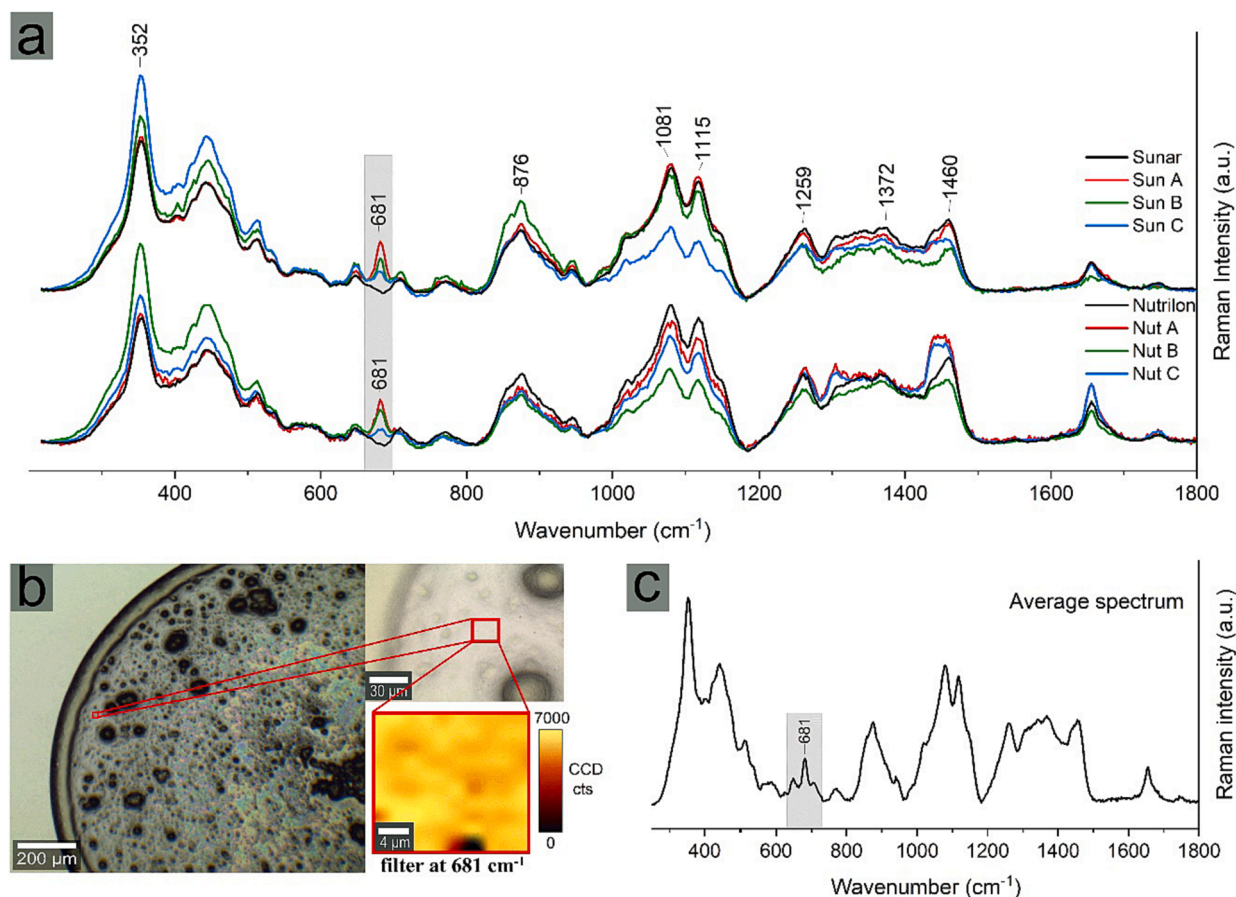 a
352
681
876
1081
1115
1259
1372
1460
Sunar
Sun A
Sun B
Sun C
681
Nutrilon
Nut A
Nut B
Nut C
Raman Intensity (a.u.)
400 600 800 1000 1200 1400 1600 1800
Wavenumber (cm⁻¹)
b
200 µm
30 µm
7000
CCD
cts
0
4 µm
filter at 681 cm⁻¹
c
Average spectrum
681
Raman intensity (a.u.)
400 600 800 1000 1200 1400 1600 1800
Wavenumber (cm⁻¹)